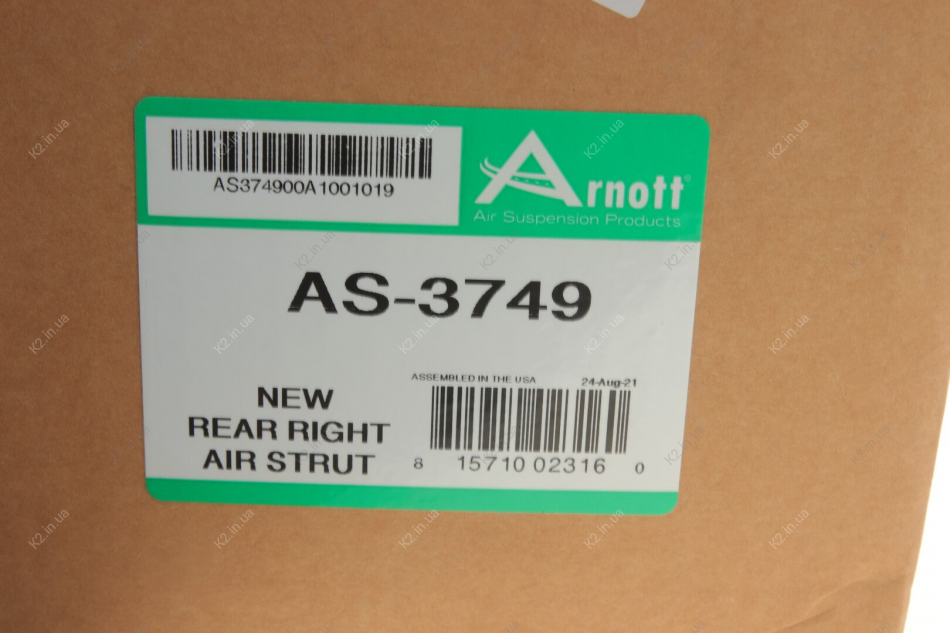 AS374900A1001019
Arnott®
Air Suspension Products
AS-3749
ASSEMBLED IN THE USA 24-Aug-21
NEW
REAR RIGHT
AIR STRUT
8 15710 02316 0
K2.in.ua